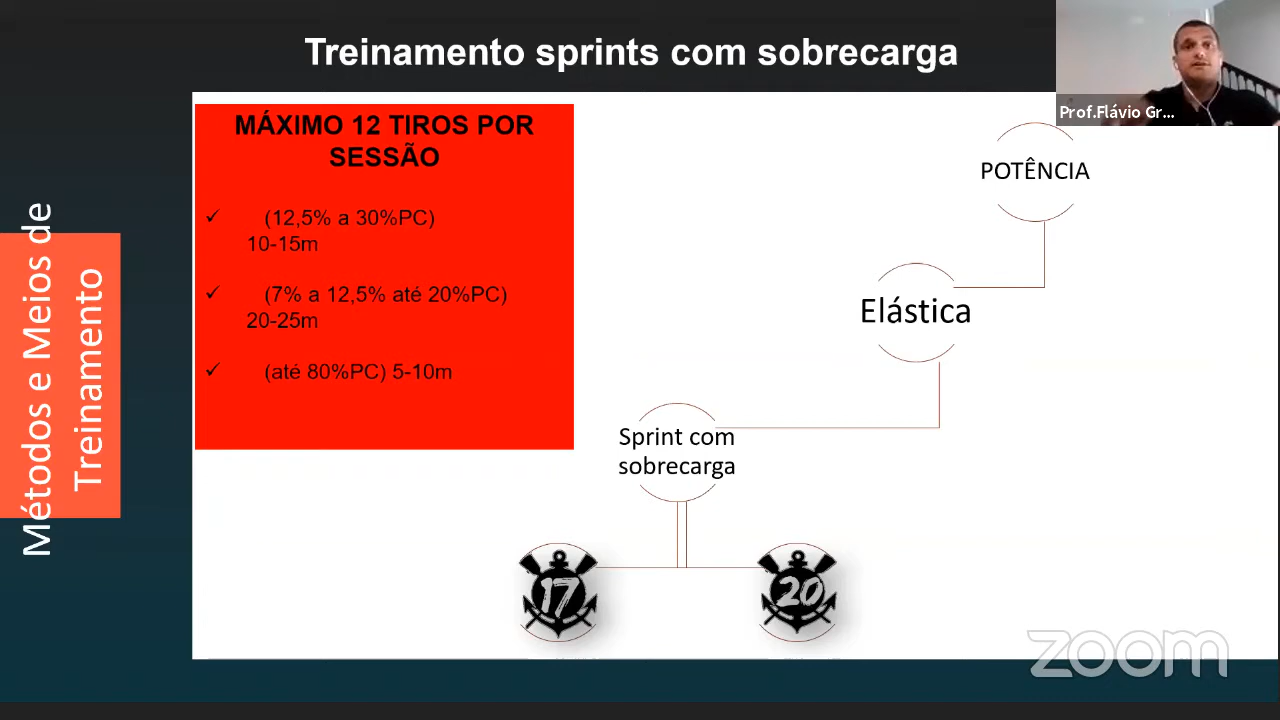 Treinamento sprints com sobrecarga
Prof.Flávio Gr...
Métodos e Meios de
Treinamento
MÁXIMO 12 TIROS POR
SESSÃO
✓ (12,5% a 30%PC)
10-15m
✓ (7% a 12,5% até 20%PC)
20-25m
✓ (até 80%PC) 5-10m
POTÊNCIA
Elástica
Sprint com
sobrecarga
17
20
zoom